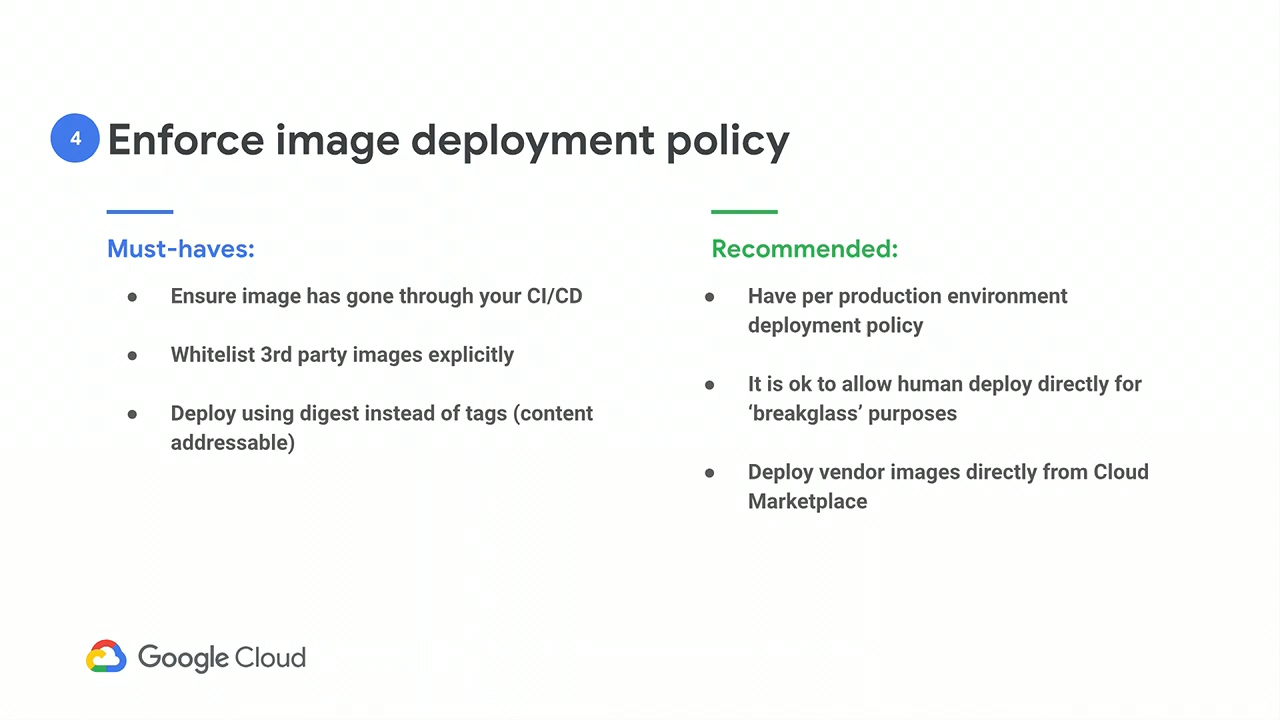 4
Enforce image deployment policy
Must-haves:
● Ensure image has gone through your CI/CD
● Whitelist 3rd party images explicitly
● Deploy using digest instead of tags (content
addressable)
Recommended:
● Have per production environment
deployment policy
● It is ok to allow human deploy directly for
‘breakglass’ purposes
● Deploy vendor images directly from Cloud
Marketplace
Google Cloud